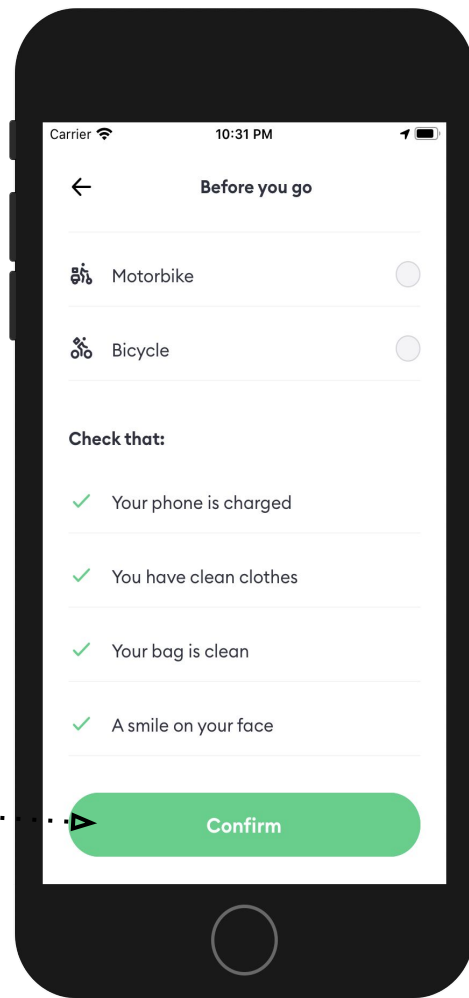 Carrier
10:31 PM
Before you go
Motorbike
Bicycle
Check that:
Your phone is charged
You have clean clothes
Your bag is clean
A smile on your face
Confirm